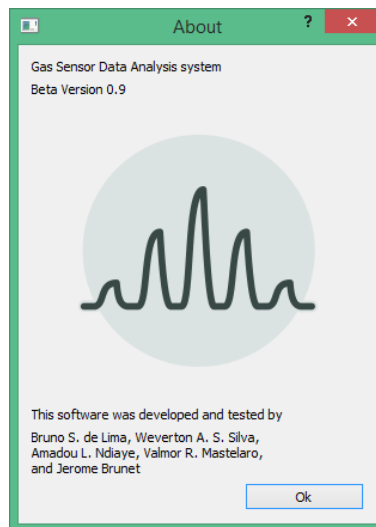 About
?
×
Gas Sensor Data Analysis system
Beta Version 0.9
This software was developed and tested by
Bruno S. de Lima, Weverton A. S. Silva,
Amadou L. Ndiaye, Valmor R. Mastelaro,
and Jerome Brunet
Ok